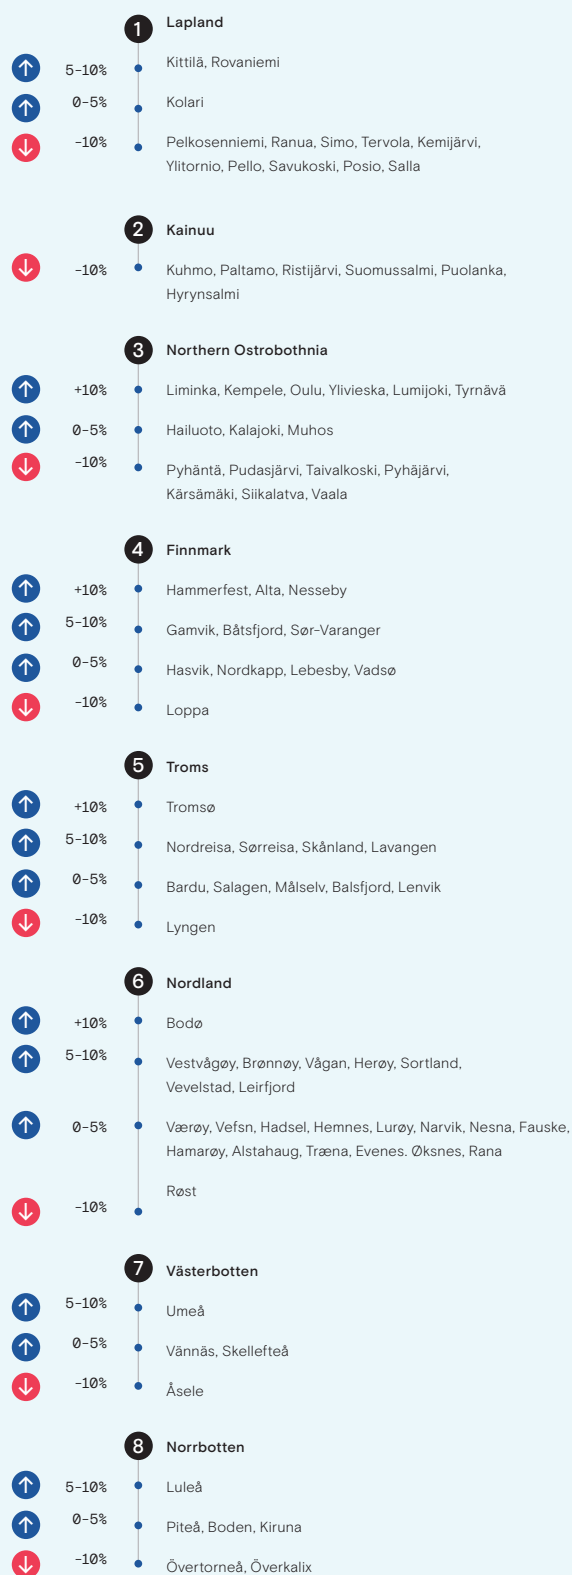 1 Lapland
5-10% Kittilä, Rovaniemi
0-5% Kolari
-10% Pelkosenniemi, Ranua, Simo, Tervola, Kemijärvi,
Ylitornio, Pello, Savukoski, Posio, Salla
2 Kainuu
-10% Kuhmo, Paltamo, Ristijärvi, Suomussalmi, Puolanka,
Hyrynsalmi
3 Northern Ostrobothnia
+10% Liminka, Kempele, Oulu, Ylivieska, Lumijoki, Tyrnävä
0-5% Hailuoto, Kalajoki, Muhos
-10% Pyhäntä, Pudasjärvi, Taivalkoski, Pyhäjärvi,
Kärsämäki, Siikalatva, Vaala
4 Finnmark
+10% Hammerfest, Alta, Nesseby
5-10% Gamvik, Båtsfjord, Sør-Varanger
0-5% Hasvik, Nordkapp, Lebesby, Vadsø
-10% Loppa
5 Troms
+10% Tromsø
5-10% Nordreisa, Sørreisa, Skånland, Lavangen
0-5% Bardu, Salagen, Målselv, Balsfjord, Lenvik
-10% Lyngen
6 Nordland
+10% Bodø
5-10% Vestvågøy, Brønnøy, Vågan, Herøy, Sortland,
Vevelstad, Leirfjord
0-5% Værøy, Vefsn, Hadsel, Hemnes, Lurøy, Narvik, Nesna, Fauske,
Hamarøy, Alstahaug, Træna, Evenes. Øksnes, Rana
-10% Røst
7 Västerbotten
5-10% Umeå
0-5% Vännäs, Skellefteå
-10% Åsele
8 Norrbotten
5-10% Luleå
0-5% Piteå, Boden, Kiruna
-10% Övertorneå, Överkalix